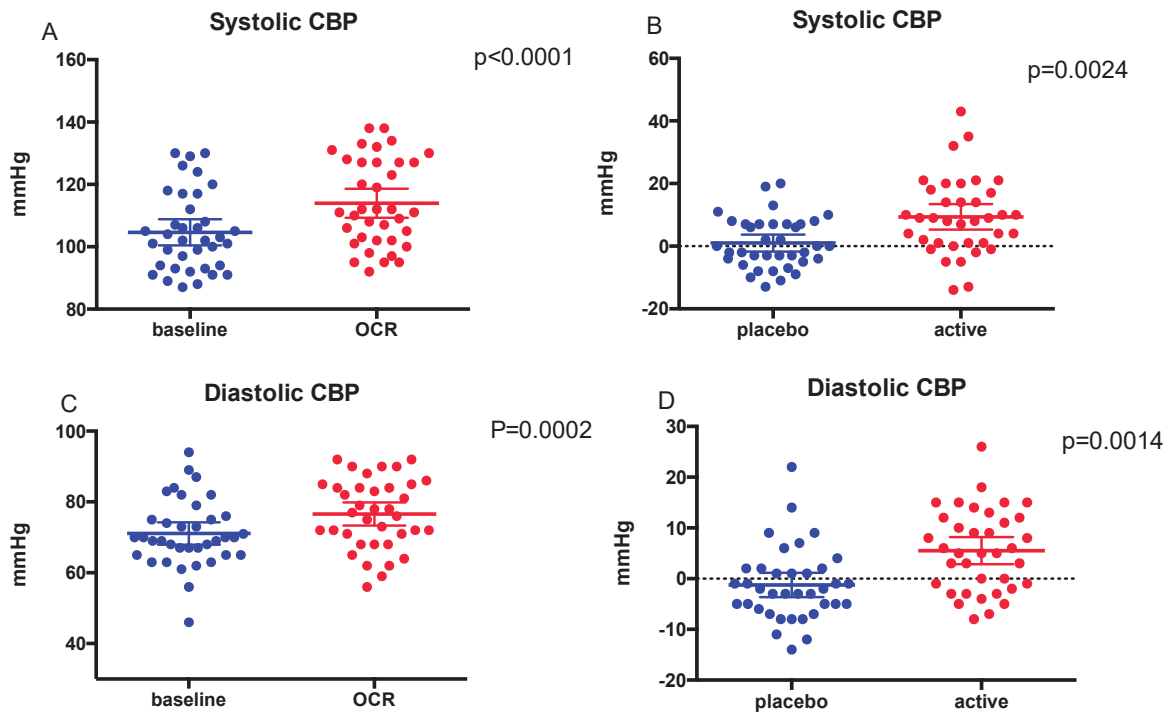 A
Systolic CBP
p<0.0001
mmHg
160
140
120
100
80
baseline
OCR
B
Systolic CBP
p=0.0024
mmHg
60
40
20
0
-20
placebo
active
C
Diastolic CBP
P=0.0002
mmHg
100
80
60
40
baseline
OCR
D
Diastolic CBP
p=0.0014
mmHg
30
20
10
0
-10
-20
placebo
active